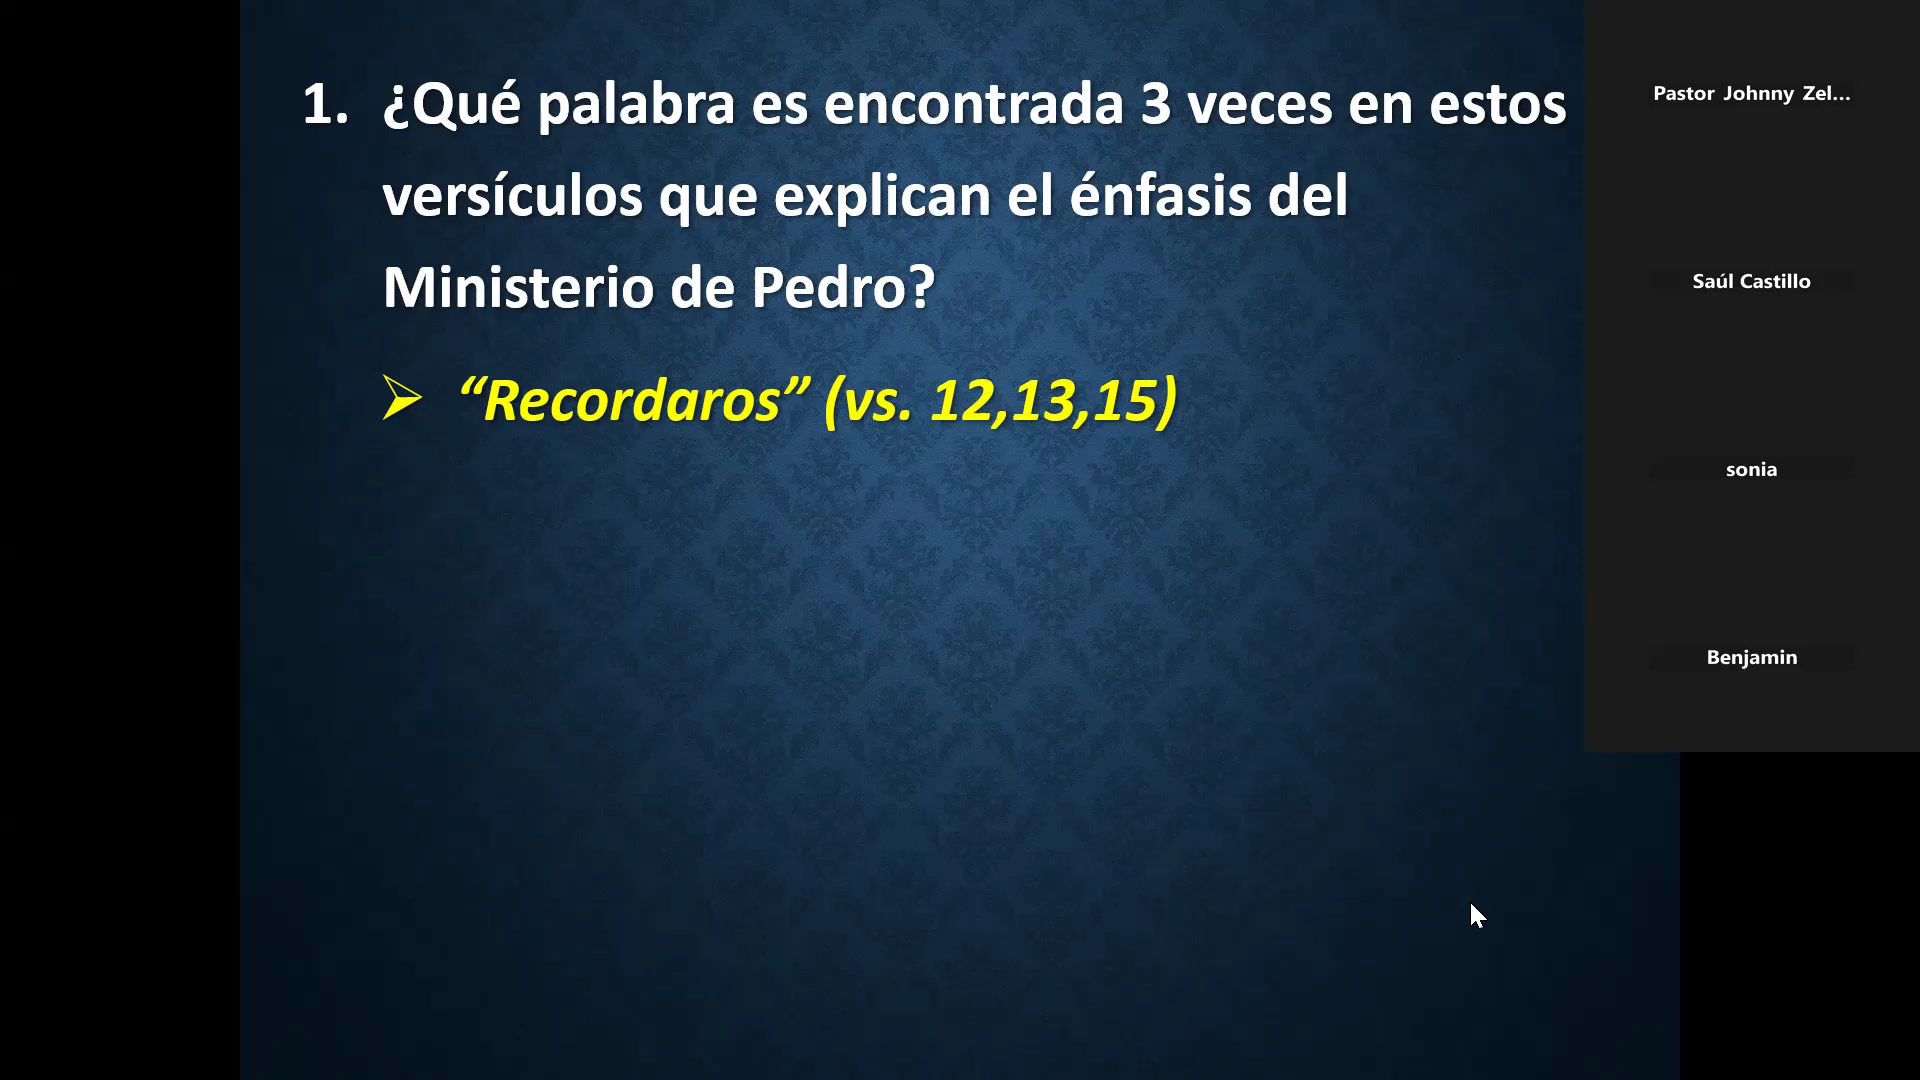 1. ¿Qué palabra es encontrada 3 veces en estos
versículos que explican el énfasis del
Ministerio de Pedro?
“Recordaros” (vs. 12,13,15)
Pastor Johnny Zel...
Saúl Castillo
sonia
Benjamin